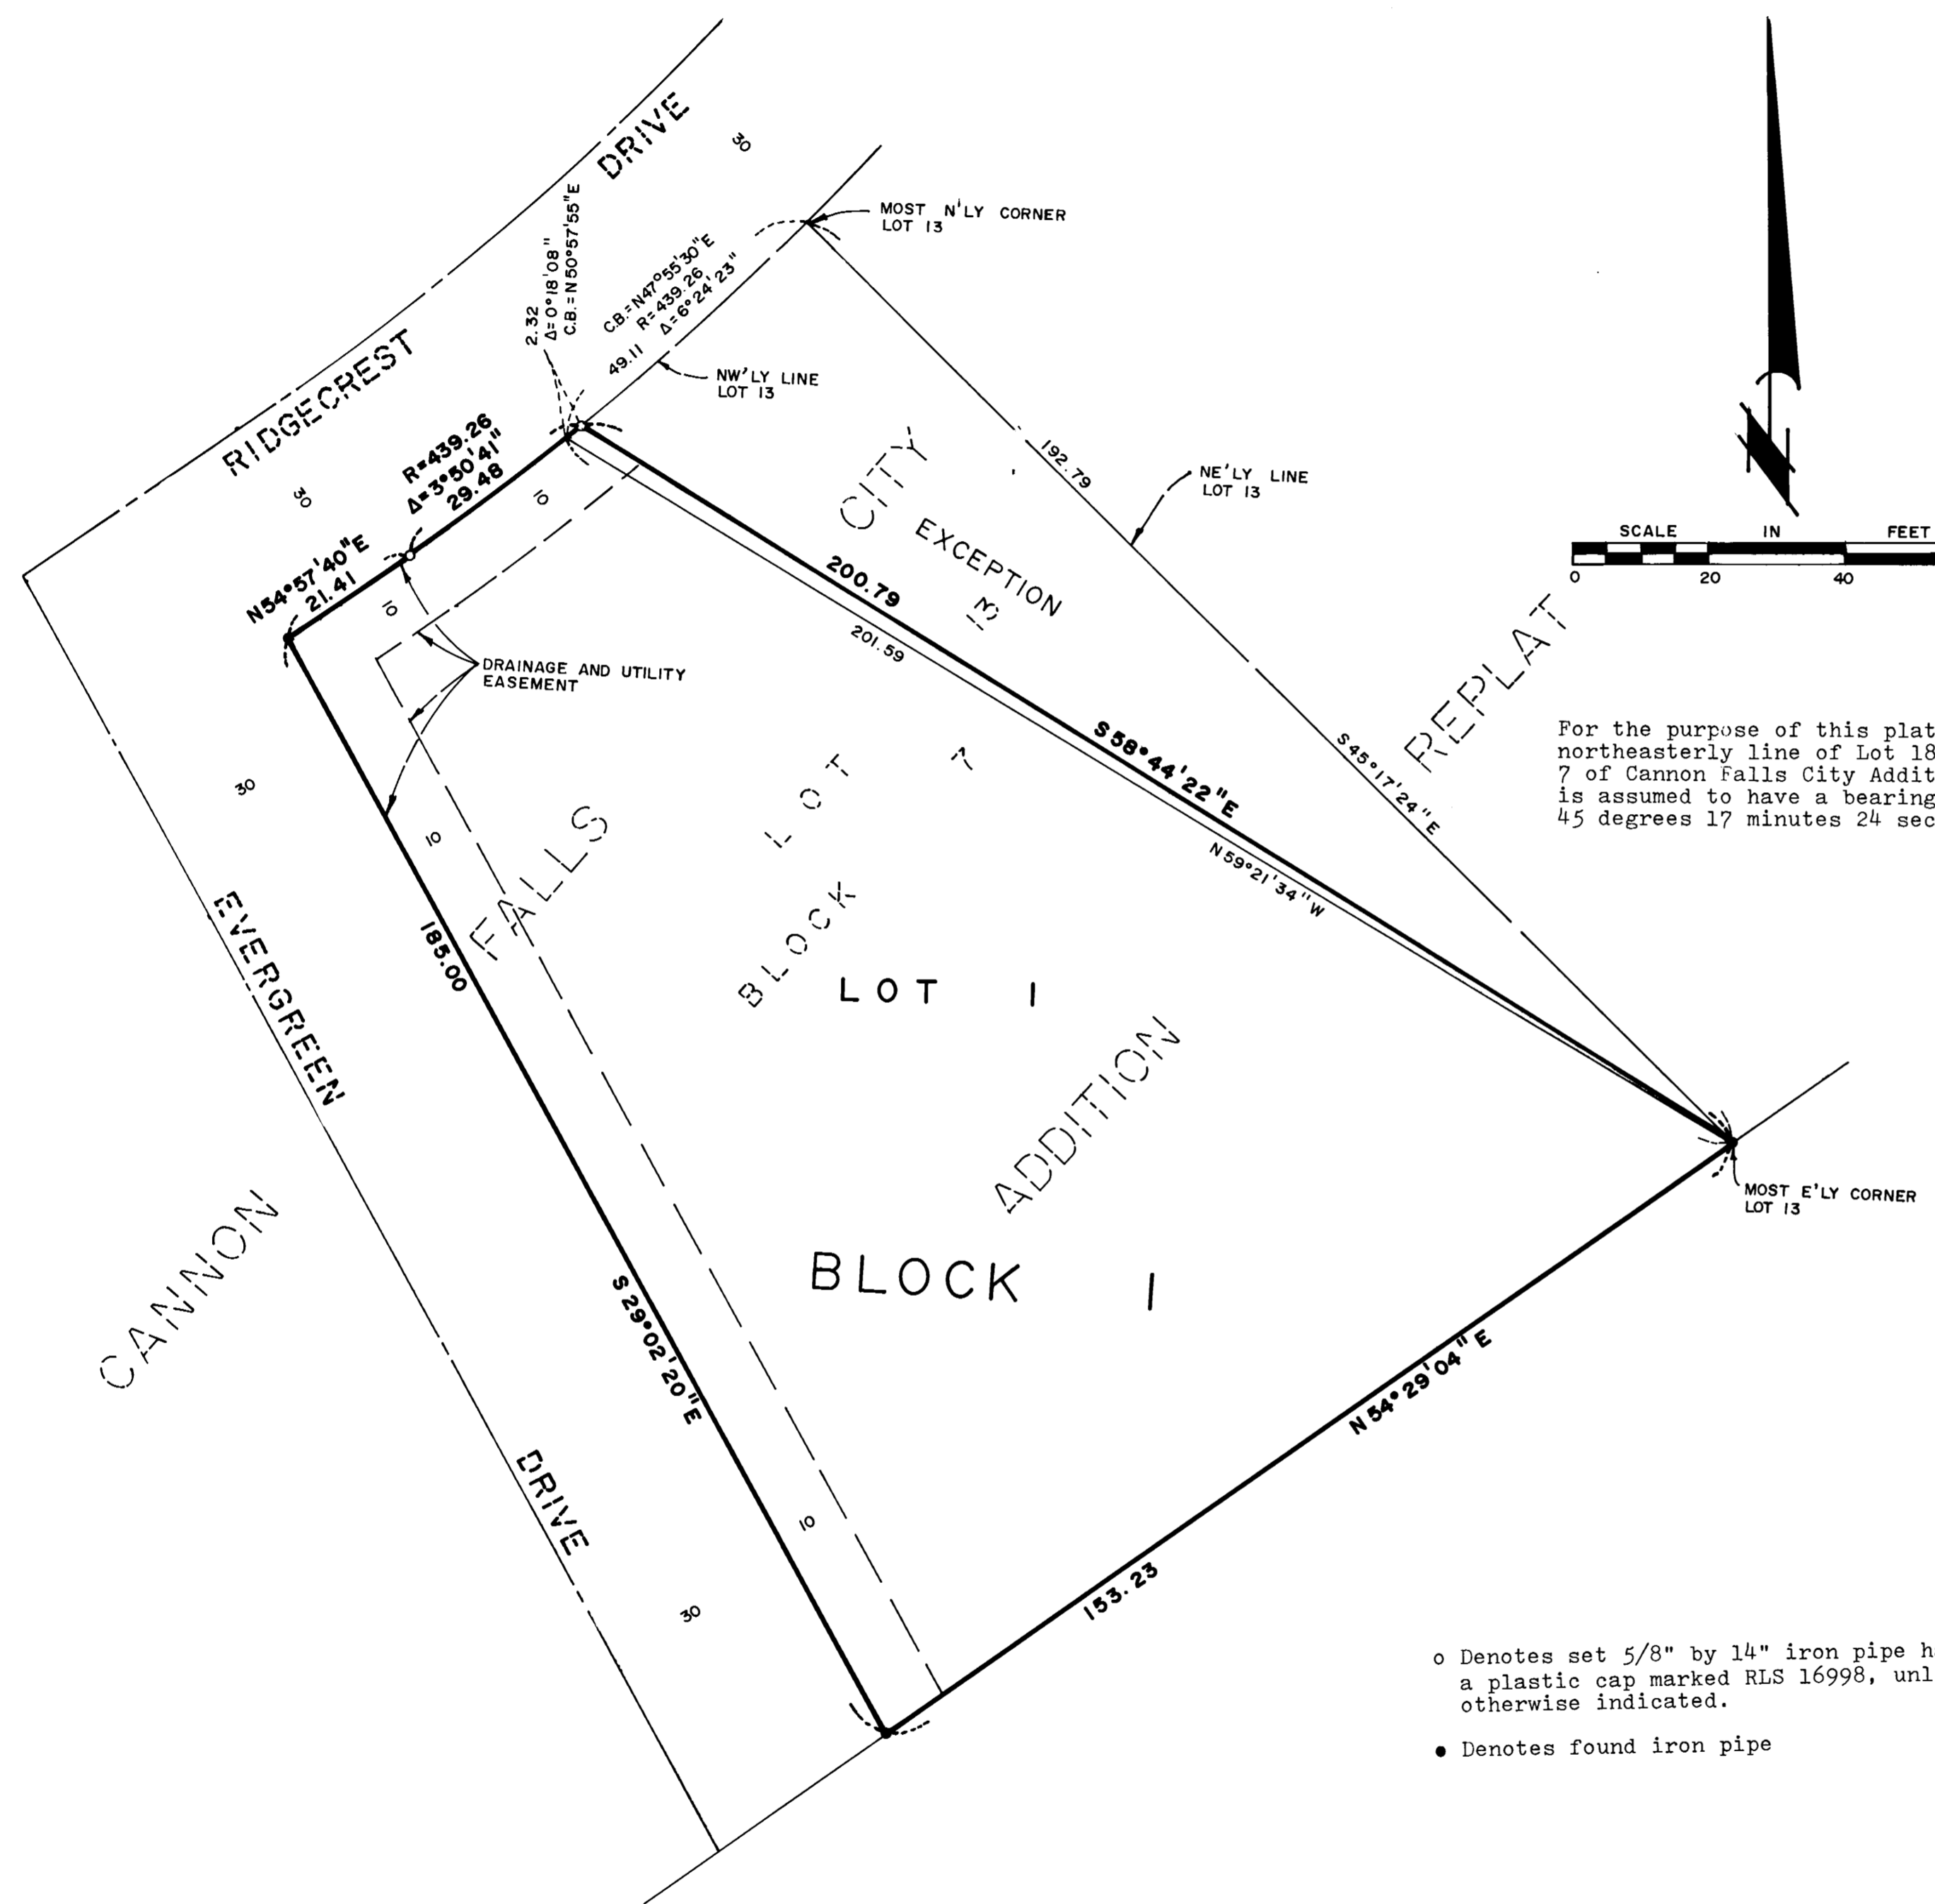 DRIVE
30
MOST N'LY CORNER
LOT 13
2.32
Δ=0°18'08"
C.B.=N50°57'55"E
C.B.=N47°55'30"E
R=439.26
Δ=6°24'23"
49.11
NW'LY LINE
LOT 13
RIDGECREST
30
R=439.26
Δ=3°50'41"
29.48
10
N54°57'40"E
21.41
10
DRAINAGE AND UTILITY
EASEMENT
CITY
EXCEPTION
13
192.79
NE'LY LINE
LOT 13
200.79
201.59
SCALE IN FEET
0 20 40
REPLAT
S58°44'22"E
N59°21'34"W
S45°17'24"E
For the purpose of this plat
northeasterly line of Lot 18
7 of Cannon Falls City Addit
is assumed to have a bearing
45 degrees 17 minutes 24 sec
30
10
FALLS
LOT
BLOCK 7
EVERGREEN
185.00
LOT 1
ADDITION
MOST E'LY CORNER
LOT 13
CANNON
S29°02'20"E
BLOCK 1
N54°29'04"E
DRIVE
10
30
153.23
o Denotes set 5/8" by 14" iron pipe h
a plastic cap marked RLS 16998, unl
otherwise indicated.
● Denotes found iron pipe